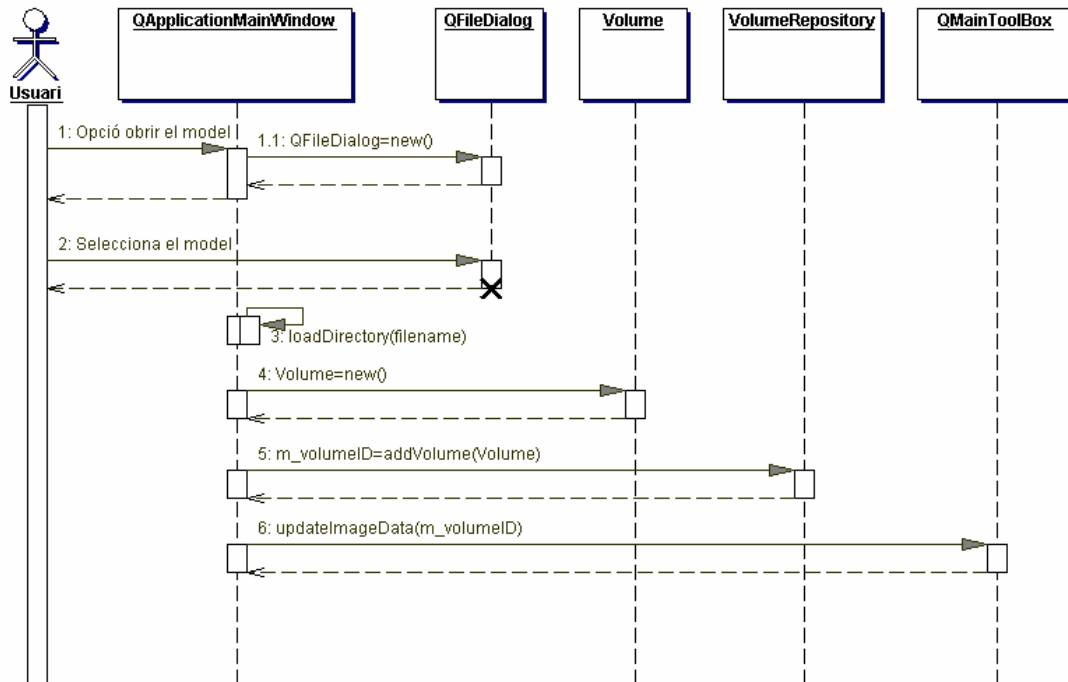 QApplicationMainWindow
QFileDialog
Volume
VolumeRepository
QMainToolBox
Usuari
1: Opció obrir el model
1.1: QFileDialog=new()
2: Selecciona el model
3: loadDirectory(filename)
4: Volume=new()
5: m_volumeID=addVolume(Volume)
6: updateImageData(m_volumeID)